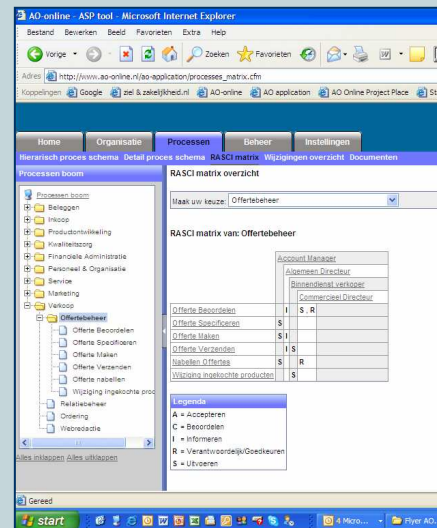 AO-online - ASP tool - Microsoft Internet Explorer
Bestand Bewerken Beeld Favorieten Extra Help
Vorige Zoeken Favorieten
Adres http://www.ao-online.nl/ao-application/processes_matrix.cfm
Koppelingen Google ziel & zakelijkheid.nl AO-online AO application AO Online Project Place St
Home Organisatie Processen Beheer Instellingen
Hierarisch proces schema Detail proces schema RASCI matrix Wijzigingen overzicht Documenten
Processen boom
Processen boom
Beleggen
Inkoop
Productontwikkeling
Kwaliteitszorg
Financiele Administratie
Personeel & Organisatie
Service
Marketing
Verkoop
Offertebeheer
Offerte Beoordelen
Offerte Specificeren
Offerte Maken
Offerte Verzenden
Offerte nabellen
Wijziging ingekochte proc
Relatiebeheer
Ordering
Webredactie
Alles inklappen Alles uitklappen
RASCI matrix overzicht
Maak uw keuze: Offertebeheer
RASCI matrix van: Offertebeheer
Account Manager
Algemeen Directeur
Binnendienst verkoper
Commercieel Directeur
Offerte Beoordelen I S , R
Offerte Specificeren S
Offerte Maken S I
Offerte Verzenden I S
Nabellen Offertes S R
Wijziging ingekochte producten S
Legenda
A = Accepteren
C = Beoordelen
I = Informeren
R = Verantwoordelijk/Goedkeuren
S = Uitvoeren
Gereed
start 4 Micro... Flyer AO